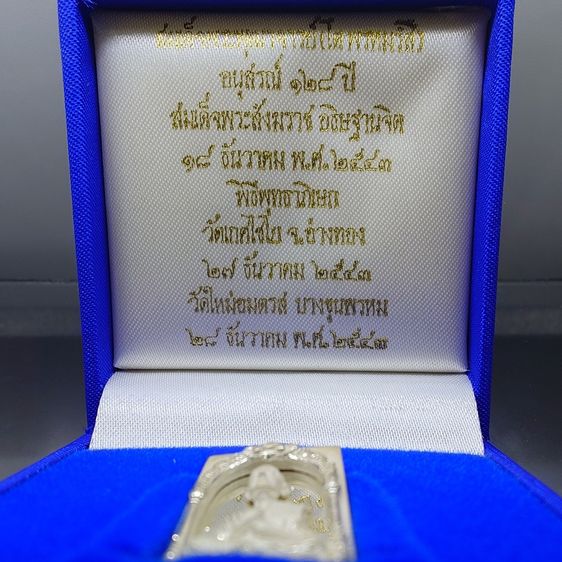 สมเด็จพระพุฒาจารย์ (โต พรหมรังสี)
อนุสรณ์ ๑๒๘ ปี
สมเด็จพระสังฆราช อธิษฐานจิต
๑๘ ธันวาคม พ.ศ.๒๕๔๓
พิธีพุทธาภิเษก
วัดเกศไชโย จ.อ่างทอง
๒๗ ธันวาคม ๒๕๔๓
วัดใหม่อมตรส บางขุนพรหม
๒๘ ธันวาคม พ.ศ.๒๕๔๓